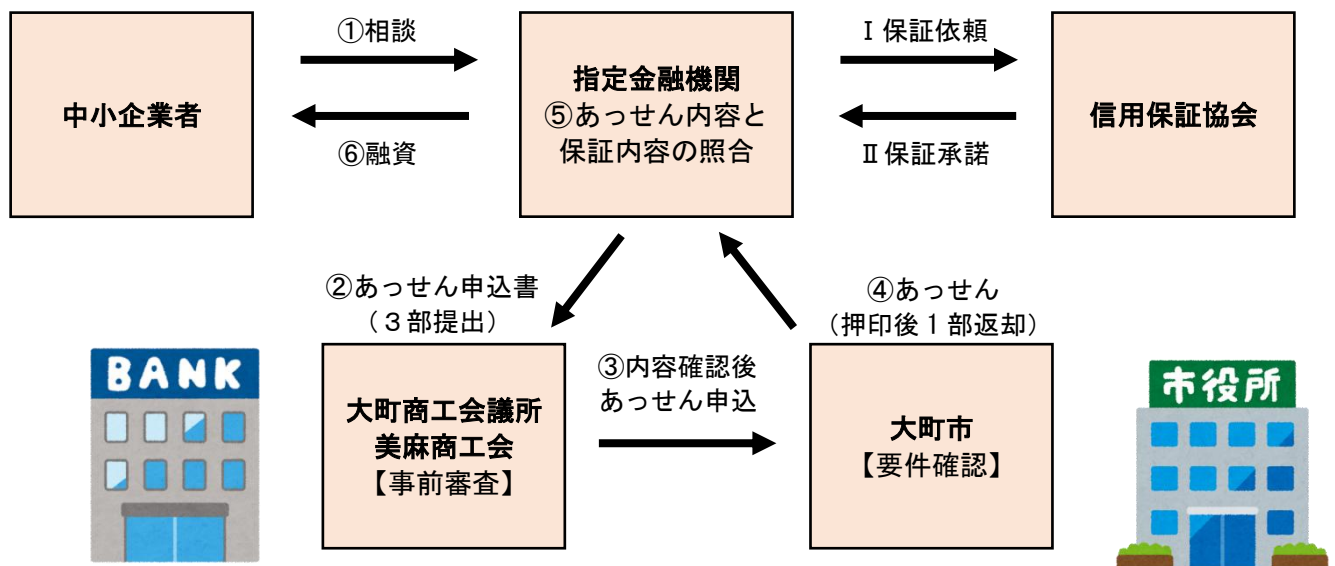 ①相談
Ⅰ保証依頼
中小企業者
指定金融機関
⑤あっせん内容と
保証内容の照合
信用保証協会
⑥融資
Ⅱ保証承諾
②あっせん申込書
（３部提出）
④あっせん
（押印後１部返却）
BANK
大町商工会議所
美麻商工会
【事前審査】
③内容確認後
あっせん申込
大町市
【要件確認】
市役所